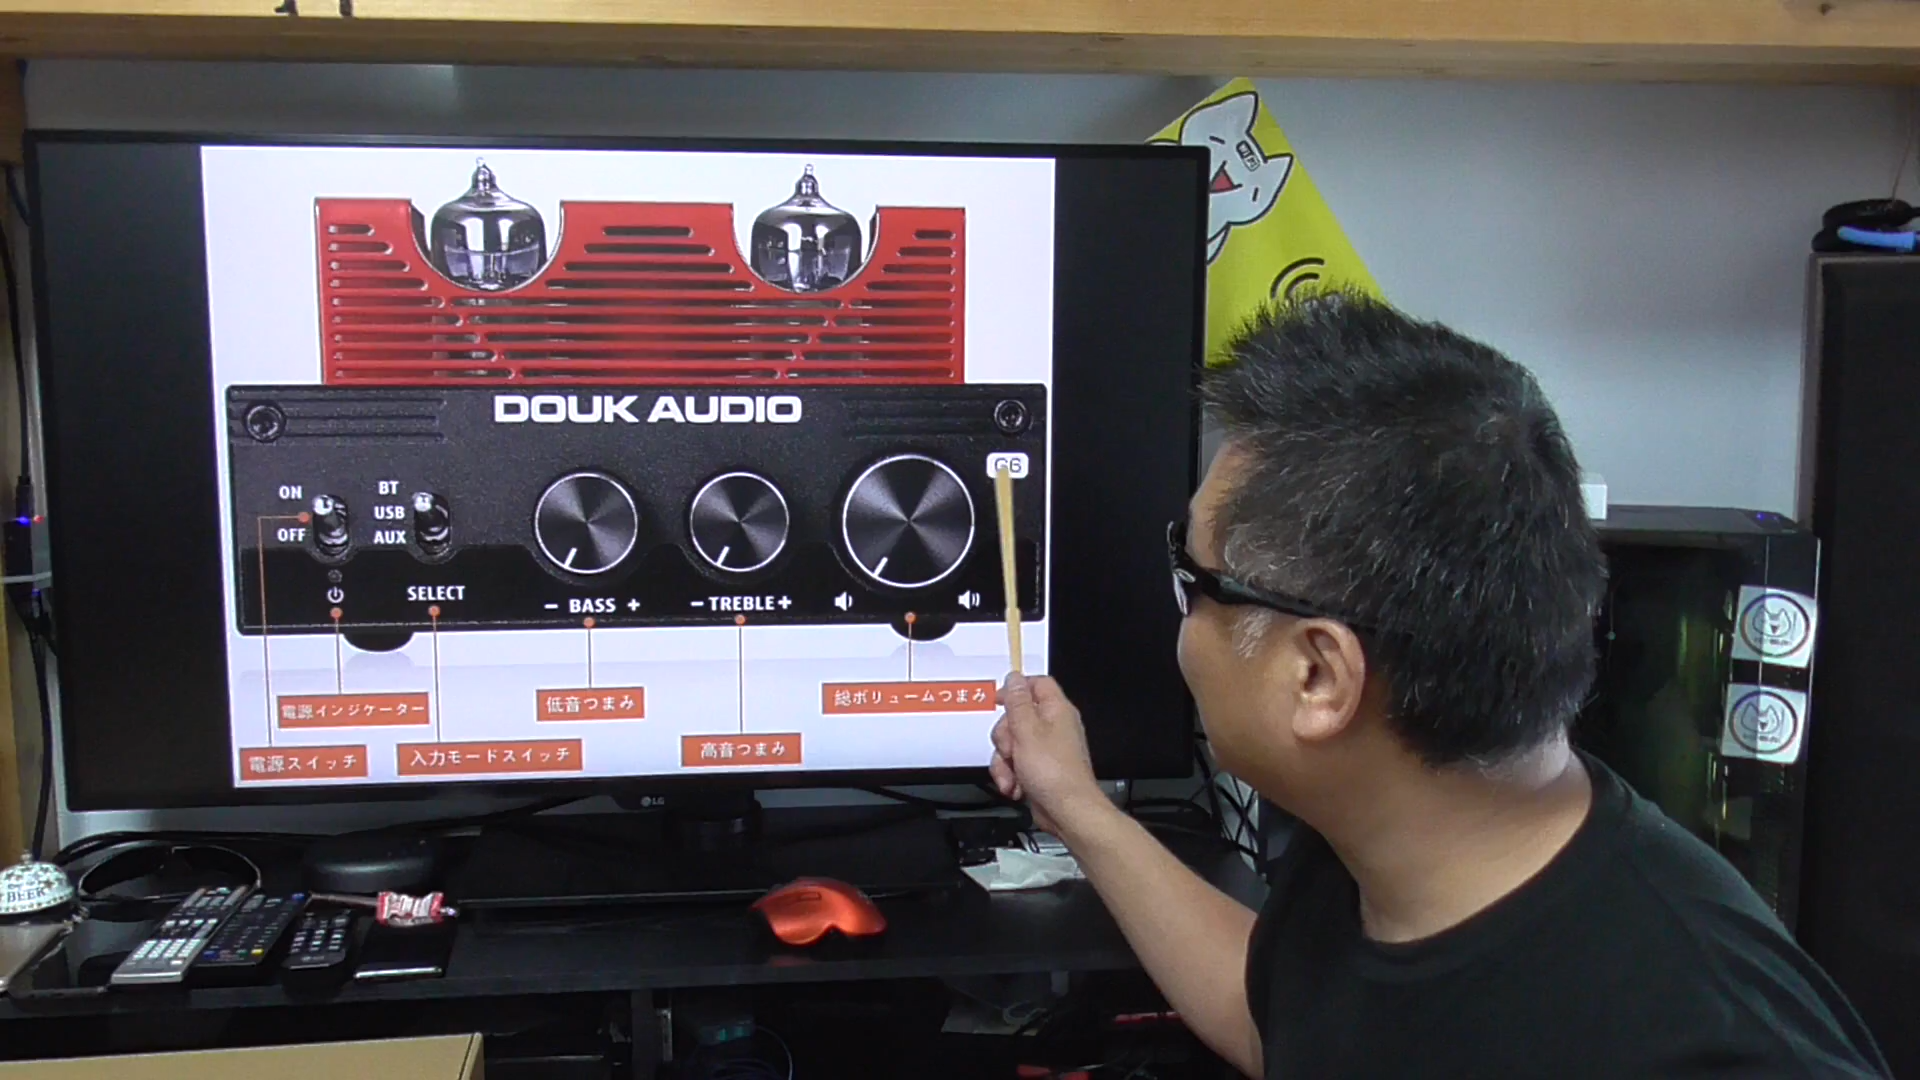 DOUK AUDIO
G6
ON
OFF
BT
USB
AUX
SELECT
− BASS +
− TREBLE +
電源インジケーター
低音つまみ
総ボリュームつまみ
電源スイッチ
入力モードスイッチ
高音つまみ
LG
BEER